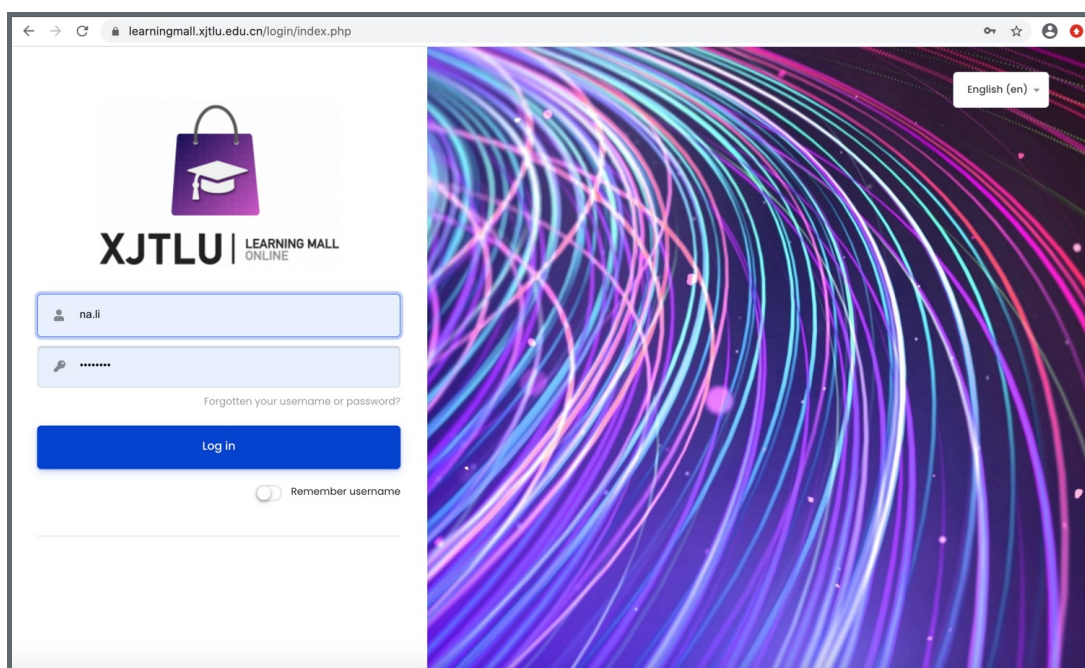 learningmall.xjtlu.edu.cn/login/index.php
English (en)
XJTLU | LEARNING MALL
ONLINE
na.li
••••••••
Forgotten your username or password?
Log in
Remember username